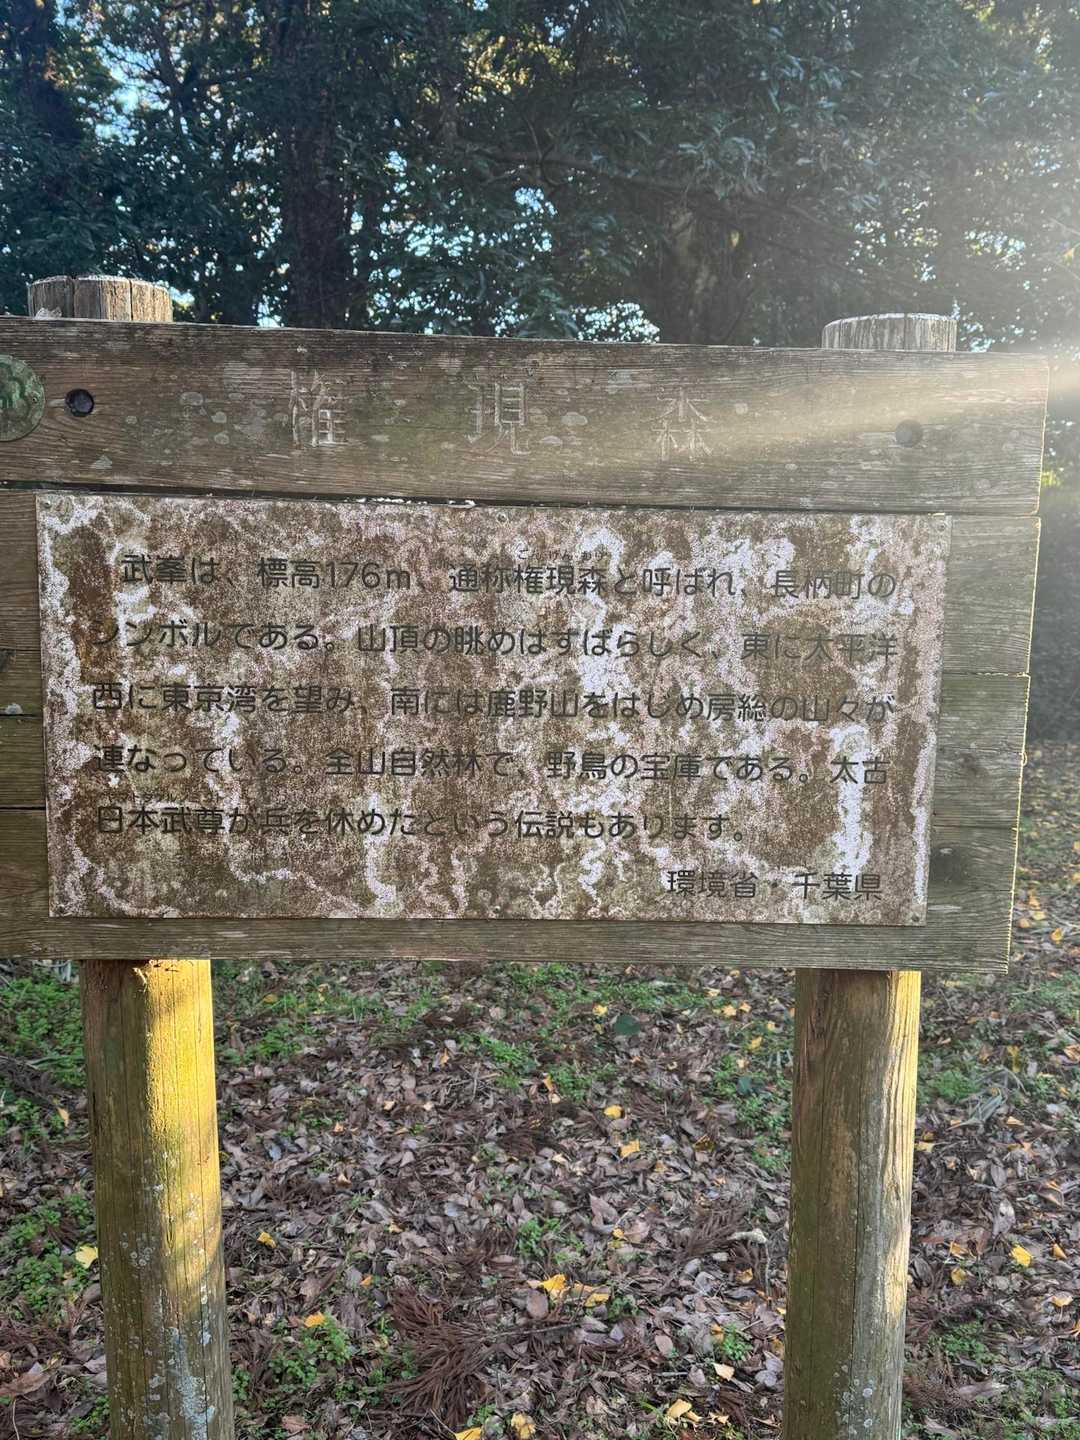 権現森
武峯は、標高176m、通称権現森と呼ばれ、長柄町の
シンボルである。山頂の眺めはすばらしく、東に太平洋
西に東京湾を望み、南には鹿野山をはじめ房総の山々が
連なっている。全山自然林で、野鳥の宝庫である。太古
日本武尊が兵を休めたという伝説もあります。
環境省・千葉県